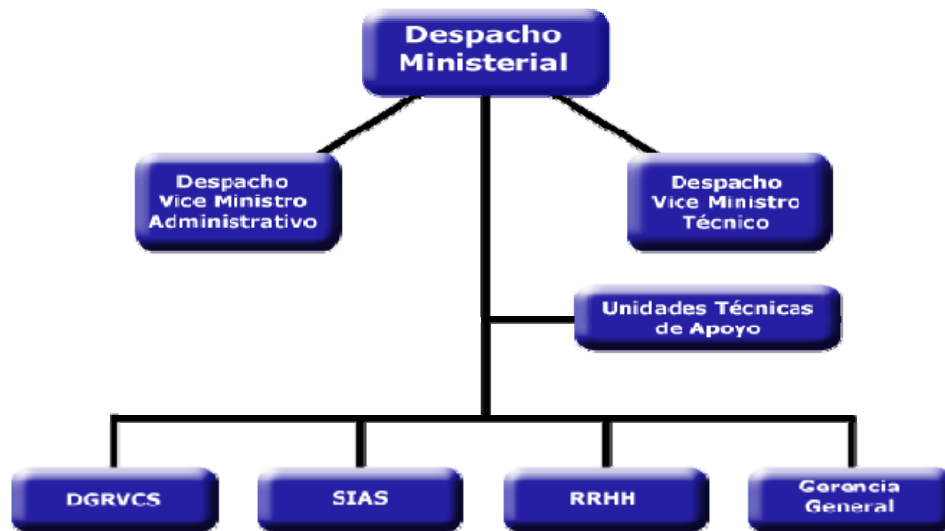 Despacho
Ministerial
Despacho
Vice Ministro
Administrativo
Despacho
Vice Ministro
Técnico
Unidades Técnicas
de Apoyo
DGRVCS
SIAS
RRHH
Gerencia
General